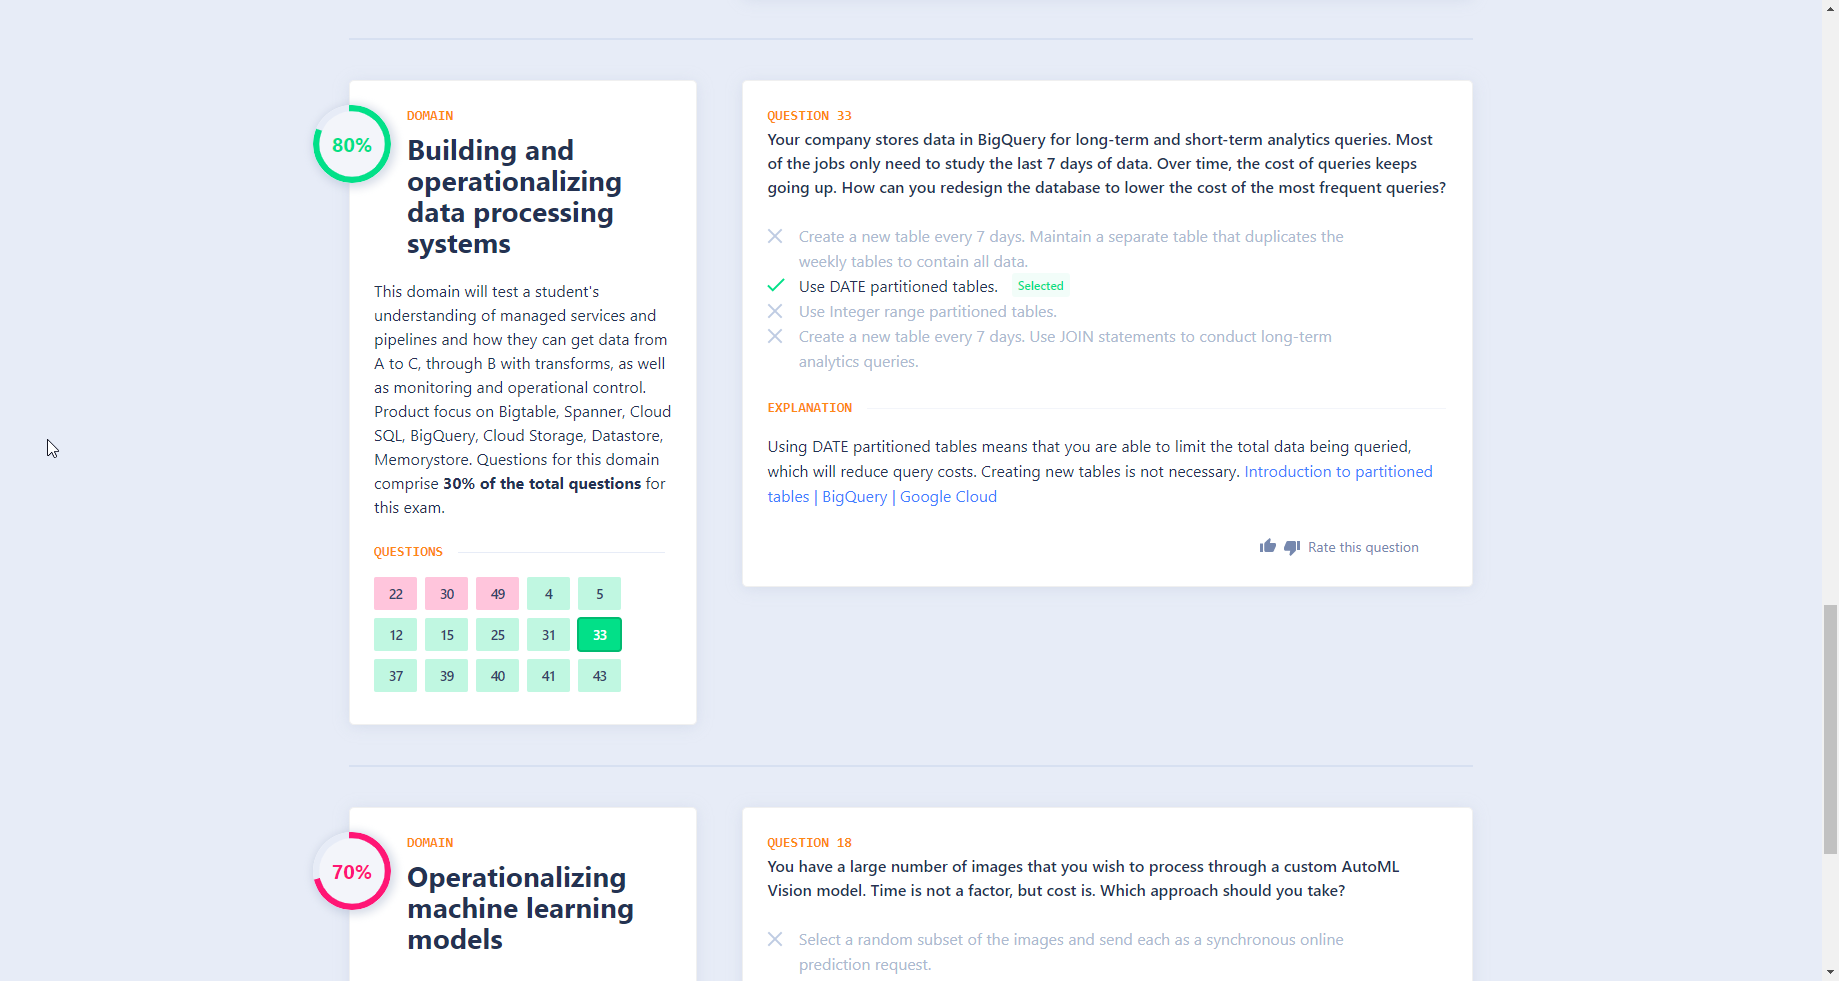 80%
DOMAIN
Building and
operationalizing
data processing
systems
This domain will test a student's
understanding of managed services and
pipelines and how they can get data from
A to C, through B with transforms, as well
as monitoring and operational control.
Product focus on Bigtable, Spanner, Cloud
SQL, BigQuery, Cloud Storage, Datastore,
Memorystore. Questions for this domain
comprise 30% of the total questions for
this exam.
QUESTIONS
22 30 49 4 5
12 15 25 31 33
37 39 40 41 43
QUESTION 33
Your company stores data in BigQuery for long-term and short-term analytics queries. Most
of the jobs only need to study the last 7 days of data. Over time, the cost of queries keeps
going up. How can you redesign the database to lower the cost of the most frequent queries?
Create a new table every 7 days. Maintain a separate table that duplicates the
weekly tables to contain all data.
Use DATE partitioned tables. Selected
Use Integer range partitioned tables.
Create a new table every 7 days. Use JOIN statements to conduct long-term
analytics queries.
EXPLANATION
Using DATE partitioned tables means that you are able to limit the total data being queried,
which will reduce query costs. Creating new tables is not necessary. Introduction to partitioned
tables | BigQuery | Google Cloud
Rate this question
70%
DOMAIN
Operationalizing
machine learning
models
QUESTION 18
You have a large number of images that you wish to process through a custom AutoML
Vision model. Time is not a factor, but cost is. Which approach should you take?
Select a random subset of the images and send each as a synchronous online
prediction request.